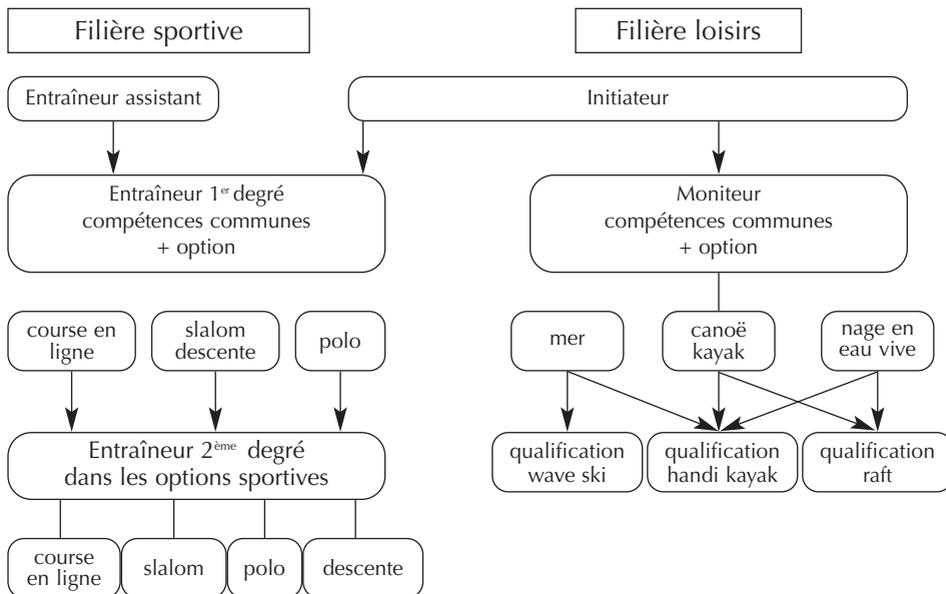 Filière sportive
Filière loisirs
Entraîneur assistant
Initiateur
Entraîneur 1er degré
compétences communes
+ option
Moniteur
compétences communes
+ option
course en
ligne
slalom
descente
polo
mer
canoë
kayak
nage en
eau vive
Entraîneur 2ème degré
dans les options sportives
qualification
wave ski
qualification
handi kayak
qualification
raft
course
en ligne
slalom
polo
descente